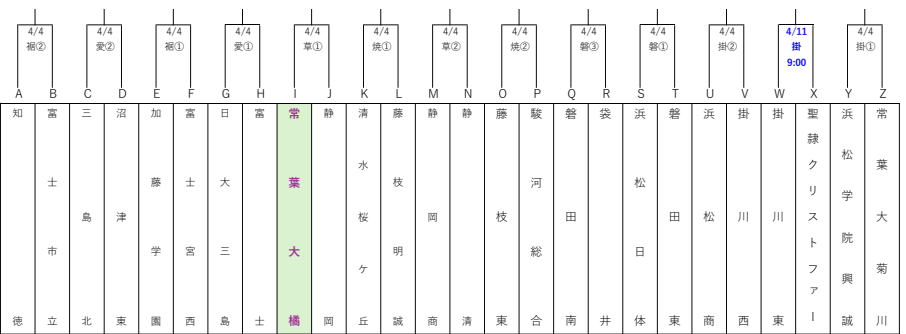 4/4 4/4 4/4 4/4 4/4 4/4 4/4 4/4 4/4 4/4 4/4 4/11 4/4
裾② 愛② 裾① 愛① 草① 焼① 草② 焼② 磐③ 磐① 掛② 掛 掛①
9:00
A B C D E F G H I J K L M N O P Q R S T U V W X Y Z
知徳
富士市立
三島北
沼津東
加藤学園
富士宮西
日大三島
富士
常葉大橘
静岡
清水桜ケ丘
藤枝明誠
静岡商
静清
藤枝東
駿河総合
磐田南
袋井
浜松日体
磐田東
浜松商
掛川西
掛川東
聖隷クリストファー
浜松学院興誠
常葉大菊川